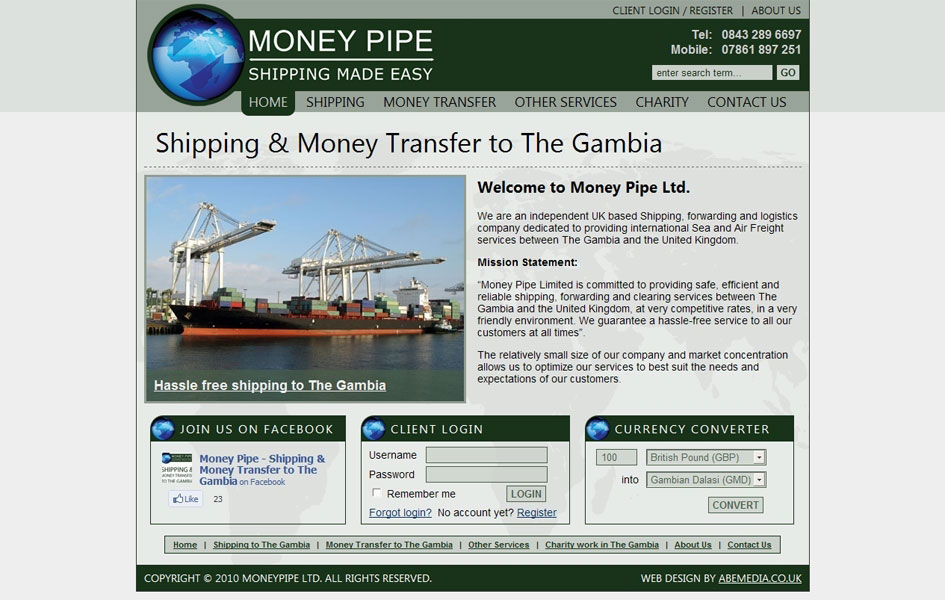 CLIENT LOGIN / REGISTER | ABOUT US
MONEY PIPE
SHIPPING MADE EASY
Tel: 0843 289 6697
Mobile: 07861 897 251
enter search term... GO
HOME SHIPPING MONEY TRANSFER OTHER SERVICES CHARITY CONTACT US
Shipping & Money Transfer to The Gambia
Hassle free shipping to The Gambia
Welcome to Money Pipe Ltd.
We are an independent UK based Shipping, forwarding and logistics
company dedicated to providing international Sea and Air Freight
services between The Gambia and the United Kingdom.
Mission Statement:
"Money Pipe Limited is committed to providing safe, efficient and
reliable shipping, forwarding and clearing services between The
Gambia and the United Kingdom, at very competitive rates, in a very
friendly environment. We guarantee a hassle-free service to all our
customers at all times".
The relatively small size of our company and market concentration
allows us to optimize our services to best suit the needs and
expectations of our customers.
JOIN US ON FACEBOOK
Money Pipe - Shipping &
Money Transfer to The
Gambia on Facebook
Like 23
CLIENT LOGIN
Username
Password
Remember me LOGIN
Forgot login? No account yet? Register
CURRENCY CONVERTER
100 British Pound (GBP)
into Gambian Dalasi (GMD)
CONVERT
Home | Shipping to The Gambia | Money Transfer to The Gambia | Other Services | Charity work in The Gambia | About Us | Contact Us
COPYRIGHT © 2010 MONEYPIPE LTD. ALL RIGHTS RESERVED.
WEB DESIGN BY ABEMEDIA.CO.UK